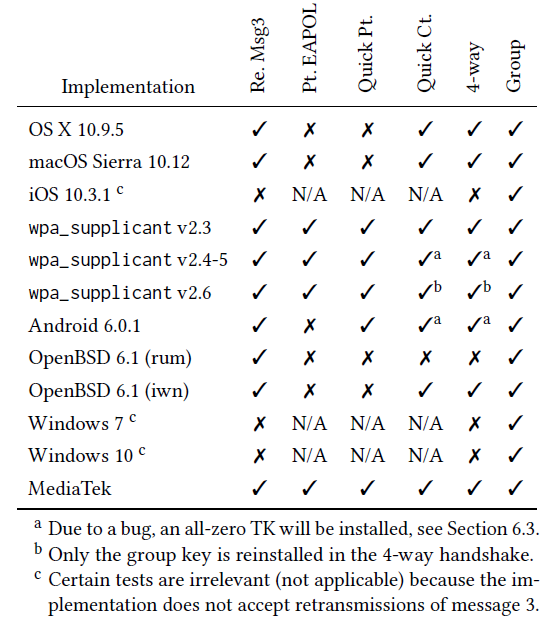 Implementation Re. Msg3 Pt. EAPOL Quick Pt. Quick Ct. 4-way Group
OS X 10.9.5 ✓ ✗ ✗ ✓ ✓ ✓
macOS Sierra 10.12 ✓ ✗ ✗ ✓ ✓ ✓
iOS 10.3.1 c ✗ N/A N/A N/A ✗ ✓
wpa_supplicant v2.3 ✓ ✓ ✓ ✓ ✓ ✓
wpa_supplicant v2.4-5 ✓ ✓ ✓ ✓a ✓a ✓
wpa_supplicant v2.6 ✓ ✓ ✓ ✓b ✓b ✓
Android 6.0.1 ✓ ✗ ✓ ✓a ✓a ✓
OpenBSD 6.1 (rum) ✓ ✗ ✗ ✗ ✗ ✓
OpenBSD 6.1 (iwn) ✓ ✗ ✗ ✓ ✓ ✓
Windows 7 c ✗ N/A N/A N/A ✗ ✓
Windows 10 c ✗ N/A N/A N/A ✗ ✓
MediaTek ✓ ✓ ✓ ✓ ✓ ✓
a Due to a bug, an all-zero TK will be installed, see Section 6.3.
b Only the group key is reinstalled in the 4-way handshake.
c Certain tests are irrelevant (not applicable) because the im-
plementation does not accept retransmissions of message 3.